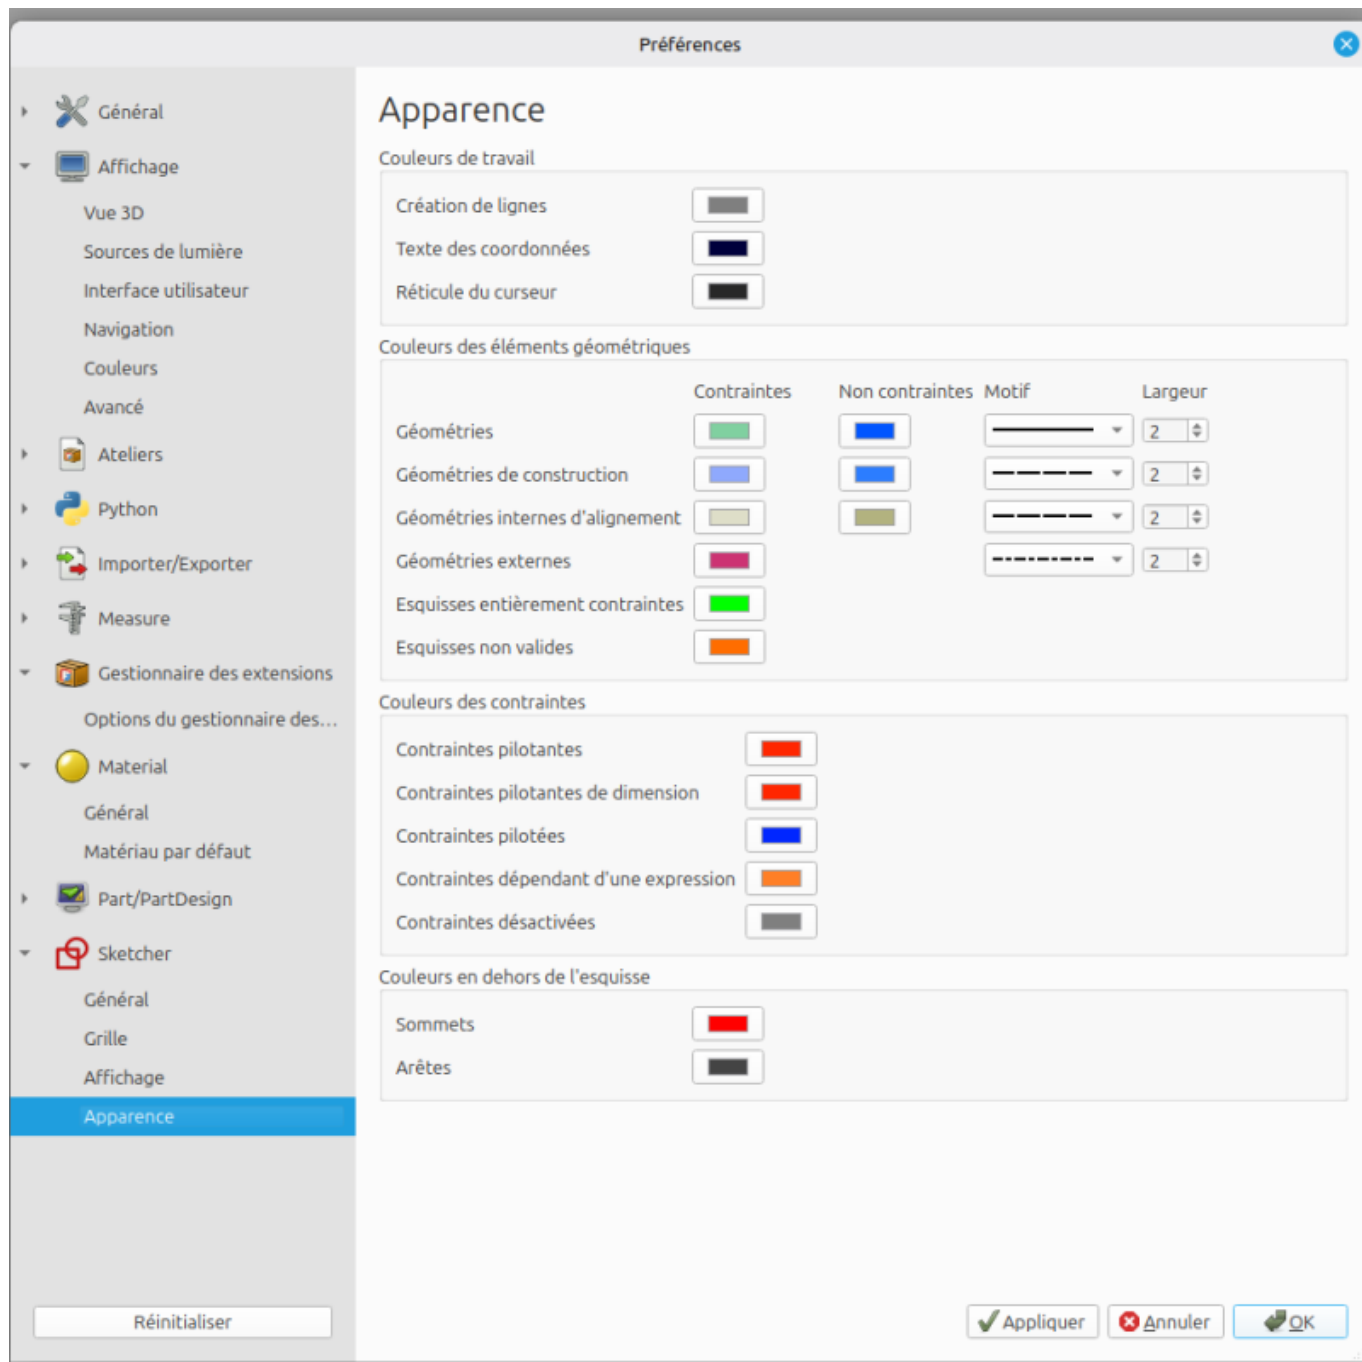 Préférences
Général
Affichage
Vue 3D
Sources de lumière
Interface utilisateur
Navigation
Couleurs
Avancé
Ateliers
Python
Importer/Exporter
Measure
Gestionnaire des extensions
Options du gestionnaire des...
Material
Général
Matériau par défaut
Part/PartDesign
Sketcher
Général
Grille
Affichage
Apparence
Réinitialiser
Apparence
Couleurs de travail
Création de lignes
Texte des coordonnées
Réticule du curseur
Couleurs des éléments géométriques
Contraintes Non contraintes Motif Largeur
Géométries 2
Géométries de construction 2
Géométries internes d'alignement 2
Géométries externes 2
Esquisses entièrement contraintes
Esquisses non valides
Couleurs des contraintes
Contraintes pilotantes
Contraintes pilotantes de dimension
Contraintes pilotées
Contraintes dépendant d'une expression
Contraintes désactivées
Couleurs en dehors de l'esquisse
Sommets
Arêtes
Appliquer Annuler OK